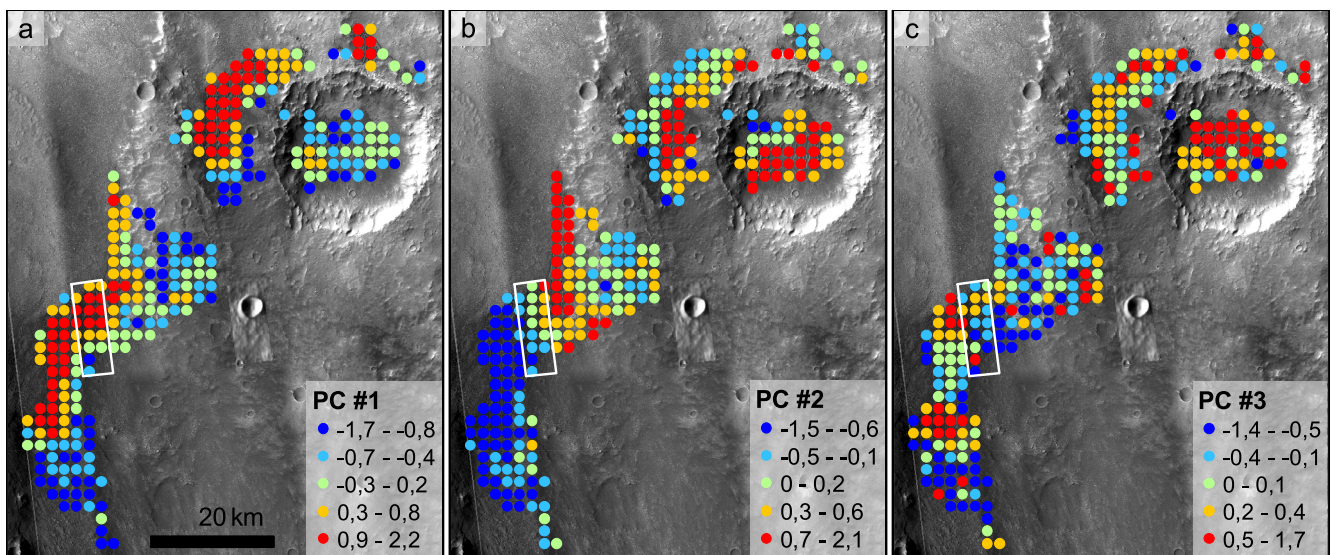 a
b
c
PC #1
-1,7 - -0,8
-0,7 - -0,4
-0,3 - 0,2
0,3 - 0,8
0,9 - 2,2
20 km
PC #2
-1,5 - -0,6
-0,5 - -0,1
0 - 0,2
0,3 - 0,6
0,7 - 2,1
PC #3
-1,4 - -0,5
-0,4 - -0,1
0 - 0,1
0,2 - 0,4
0,5 - 1,7